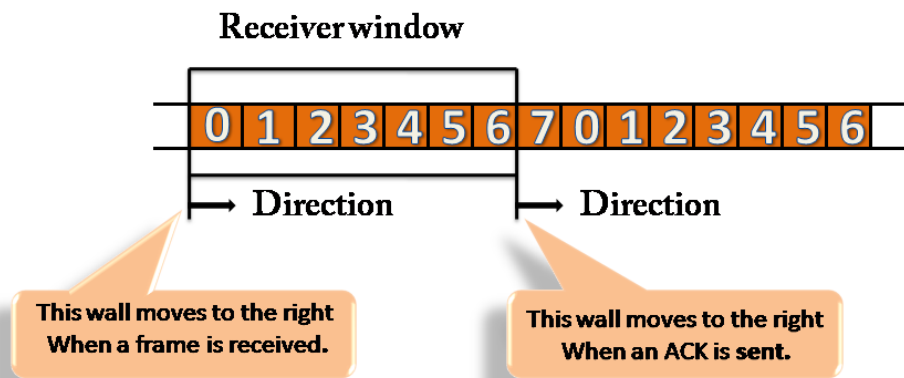 Receiver window
0 1 2 3 4 5 6 7 0 1 2 3 4 5 6
Direction Direction
This wall moves to the right
When a frame is received.
This wall moves to the right
When an ACK is sent.